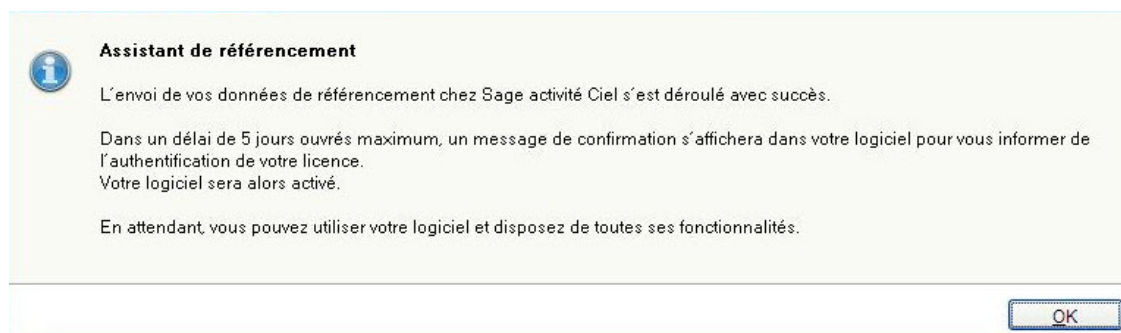 Assistant de référencement
L´envoi de vos données de référencement chez Sage activité Ciel s´est déroulé avec succès.
Dans un délai de 5 jours ouvrés maximum, un message de confirmation s´affichera dans votre logiciel pour vous informer de
l´authentification de votre licence.
Votre logiciel sera alors activé.
En attendant, vous pouvez utiliser votre logiciel et disposez de toutes ses fonctionnalités.
OK